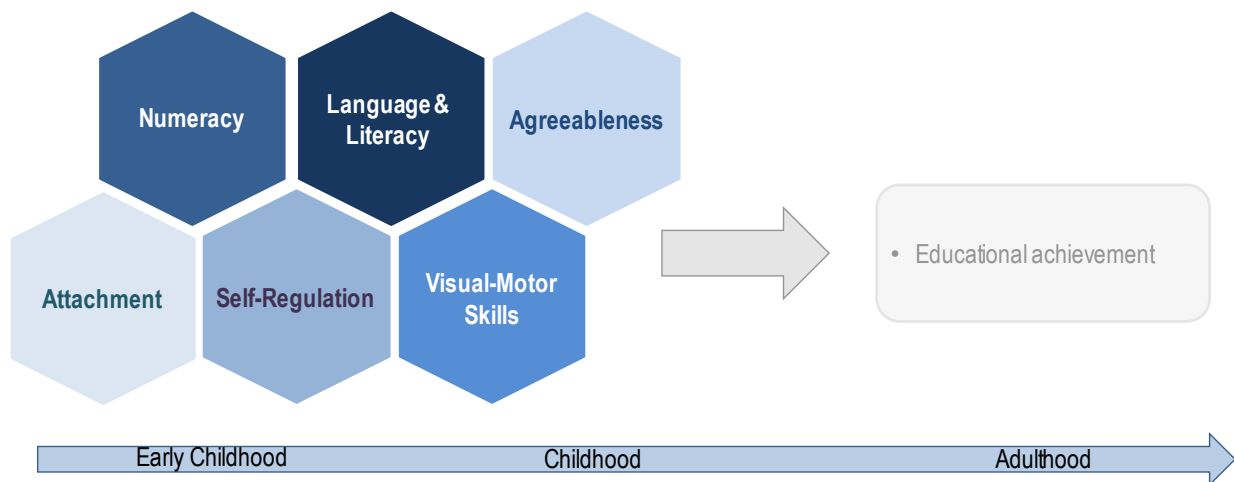 Numeracy
Language &
Literacy
Agreeableness
Attachment
Self-Regulation
Visual-Motor
Skills
• Educational achievement
Early Childhood
Childhood
Adulthood